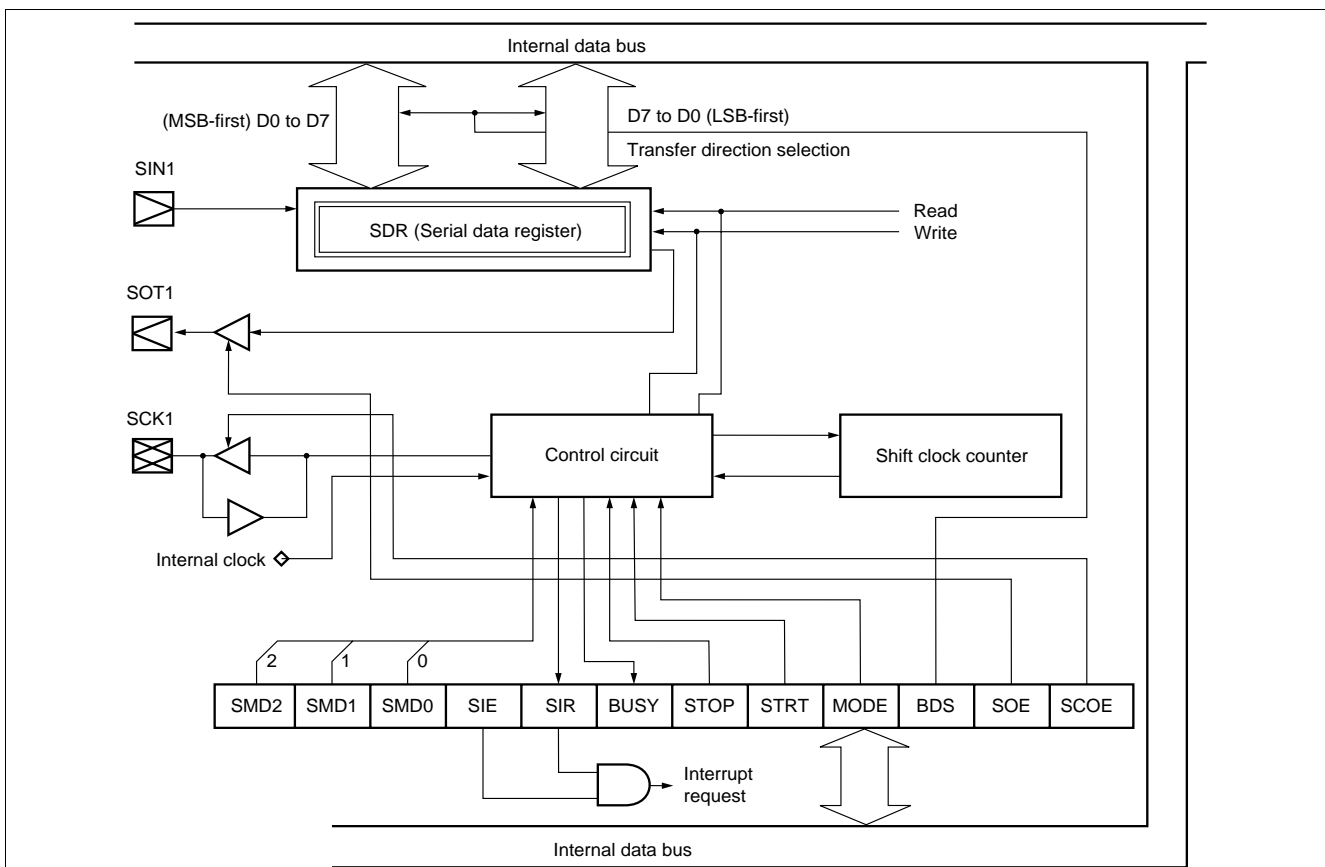 Internal data bus
(MSB-first) D0 to D7
D7 to D0 (LSB-first)
Transfer direction selection
SIN1
SDR (Serial data register)
Read
Write
SOT1
SCK1
Control circuit
Shift clock counter
Internal clock
2
1
0
SMD2 SMD1 SMD0 SIE SIR BUSY STOP STRT MODE BDS SOE SCOE
Interrupt
request
Internal data bus